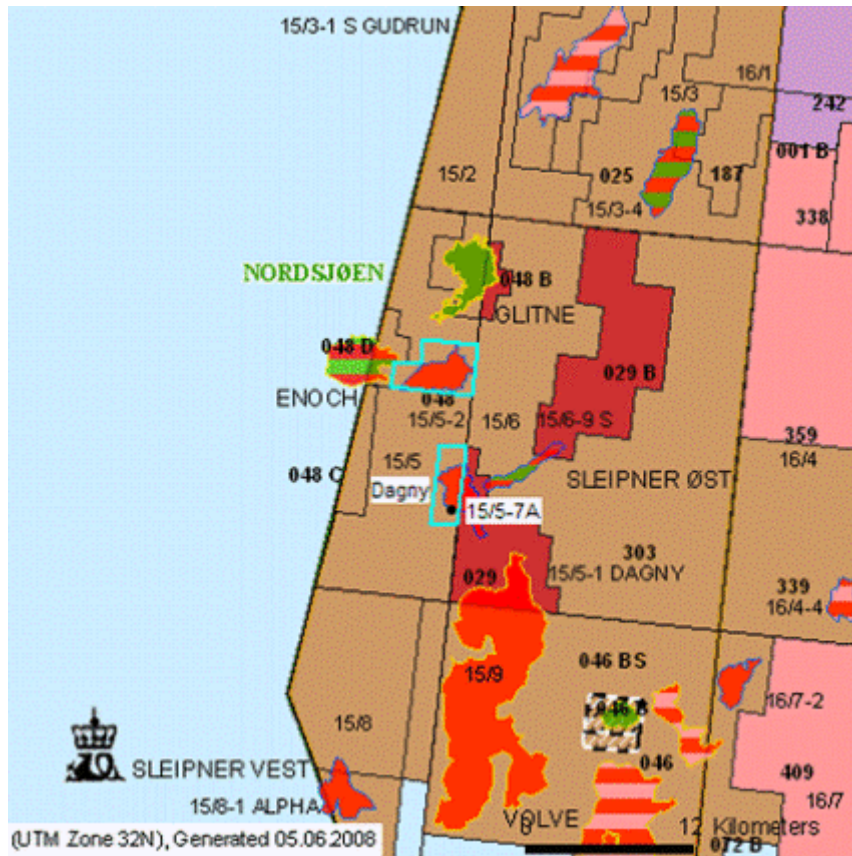 15/3-1 S GUDRUN
16/1
15/3
242
001 B
15/2
025
187
15/3-4
338
NORDSJØEN
048 B
GLITNE
048 D
029 B
ENOCH
048
15/5-2
15/6
15/6-9 S
359
16/4
15/5
048 C
Dagny
SLEIPNER ØST
15/5-7A
303
029
15/5-1 DAGNY
339
16/4-4
046 BS
15/9
16/7-2
046 B
15/8
SLEIPNER VEST
046
409
15/8-1 ALPHA
16/7
VOLVE
12 Kilometers
(UTM Zone 32N), Generated 05.06.2008
072 B